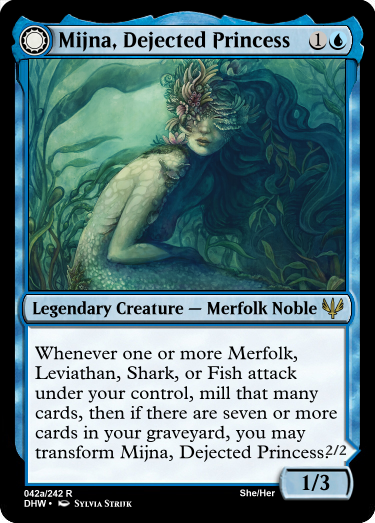 Mijna, Dejected Princess 1
Legendary Creature — Merfolk Noble
Whenever one or more Merfolk,
Leviathan, Shark, or Fish attack
under your control, mill that many
cards, then if there are seven or more
cards in your graveyard, you may
transform Mijna, Dejected Princess 2/2
1/3
042a/242 R She/Her
DHW • Sylvia Strijk